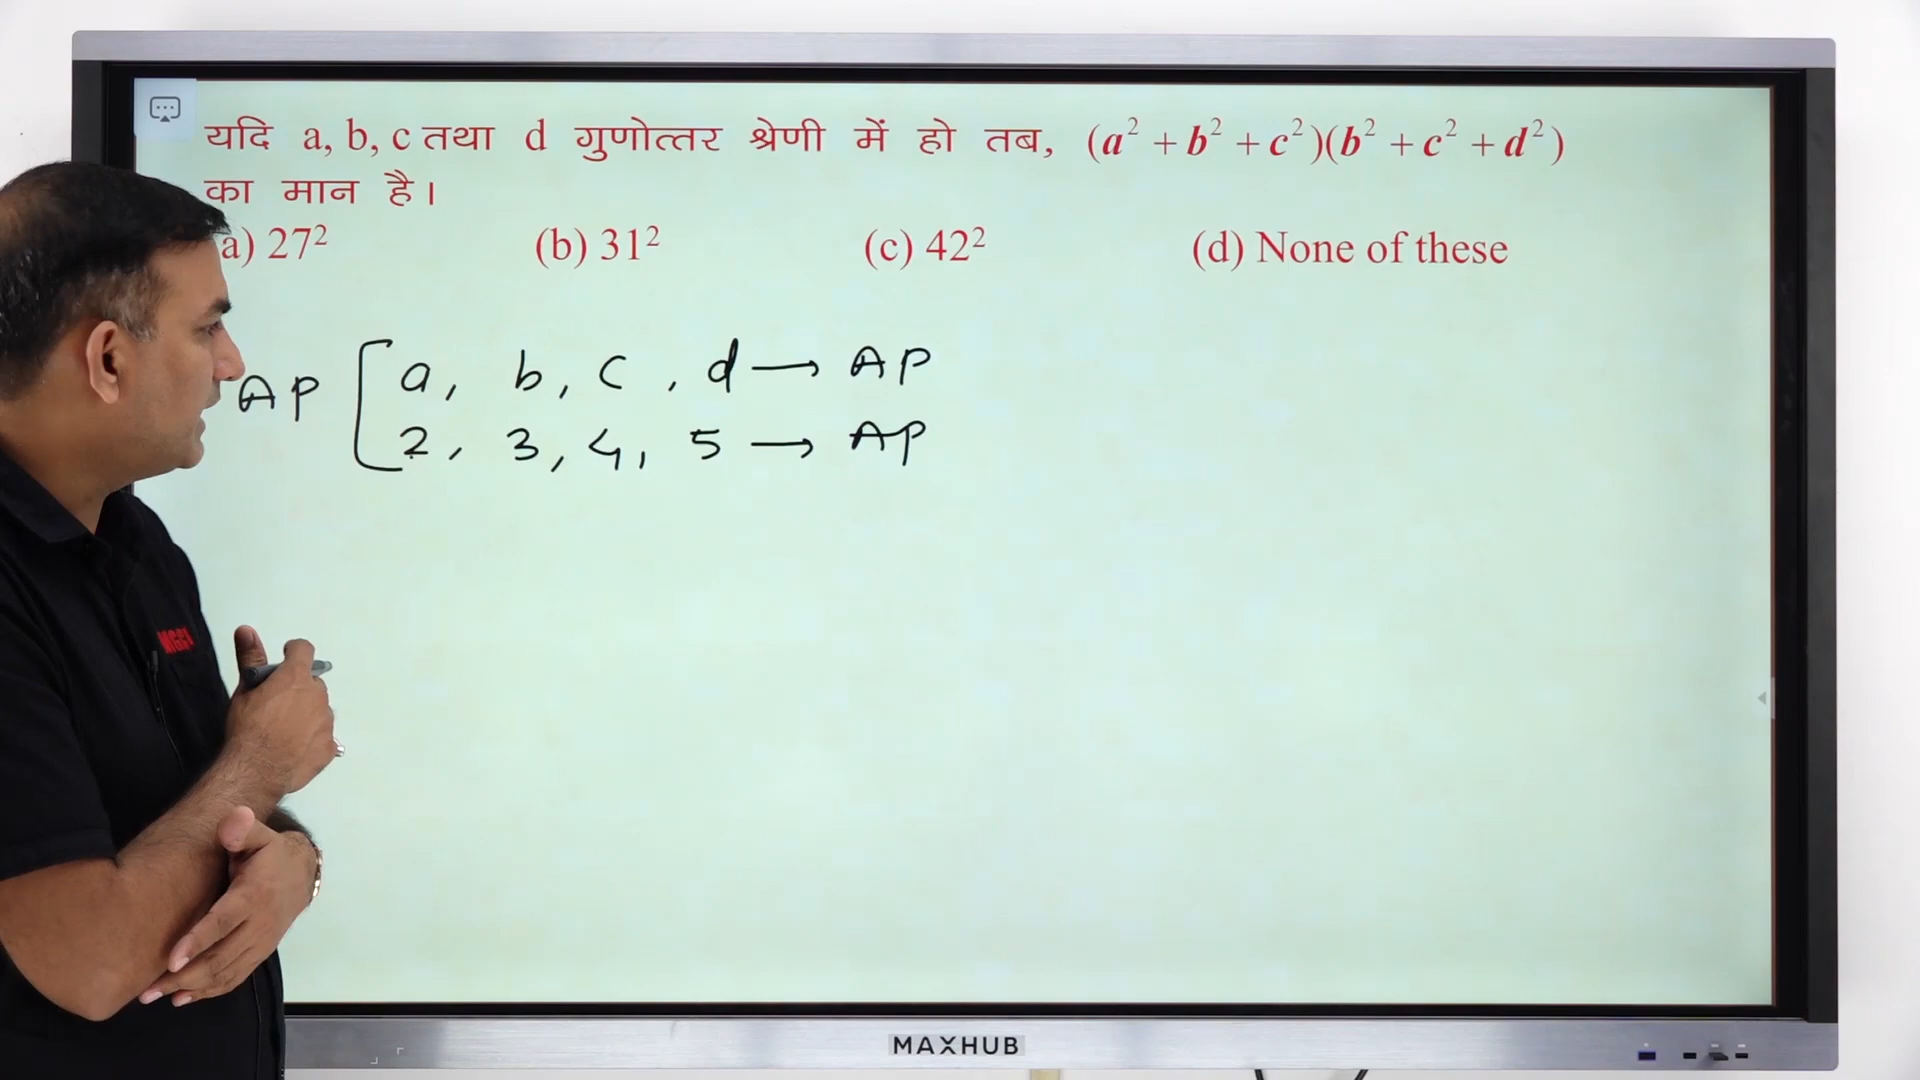 यदि a, b, c तथा d गुणोत्तर श्रेणी में हो तब, (a² + b² + c²)(b² + c² + d²)
का मान है।
a) 27² (b) 31² (c) 42² (d) None of these
AP [ a, b, c, d → AP
2, 3, 4, 5 → AP
MAXHUB